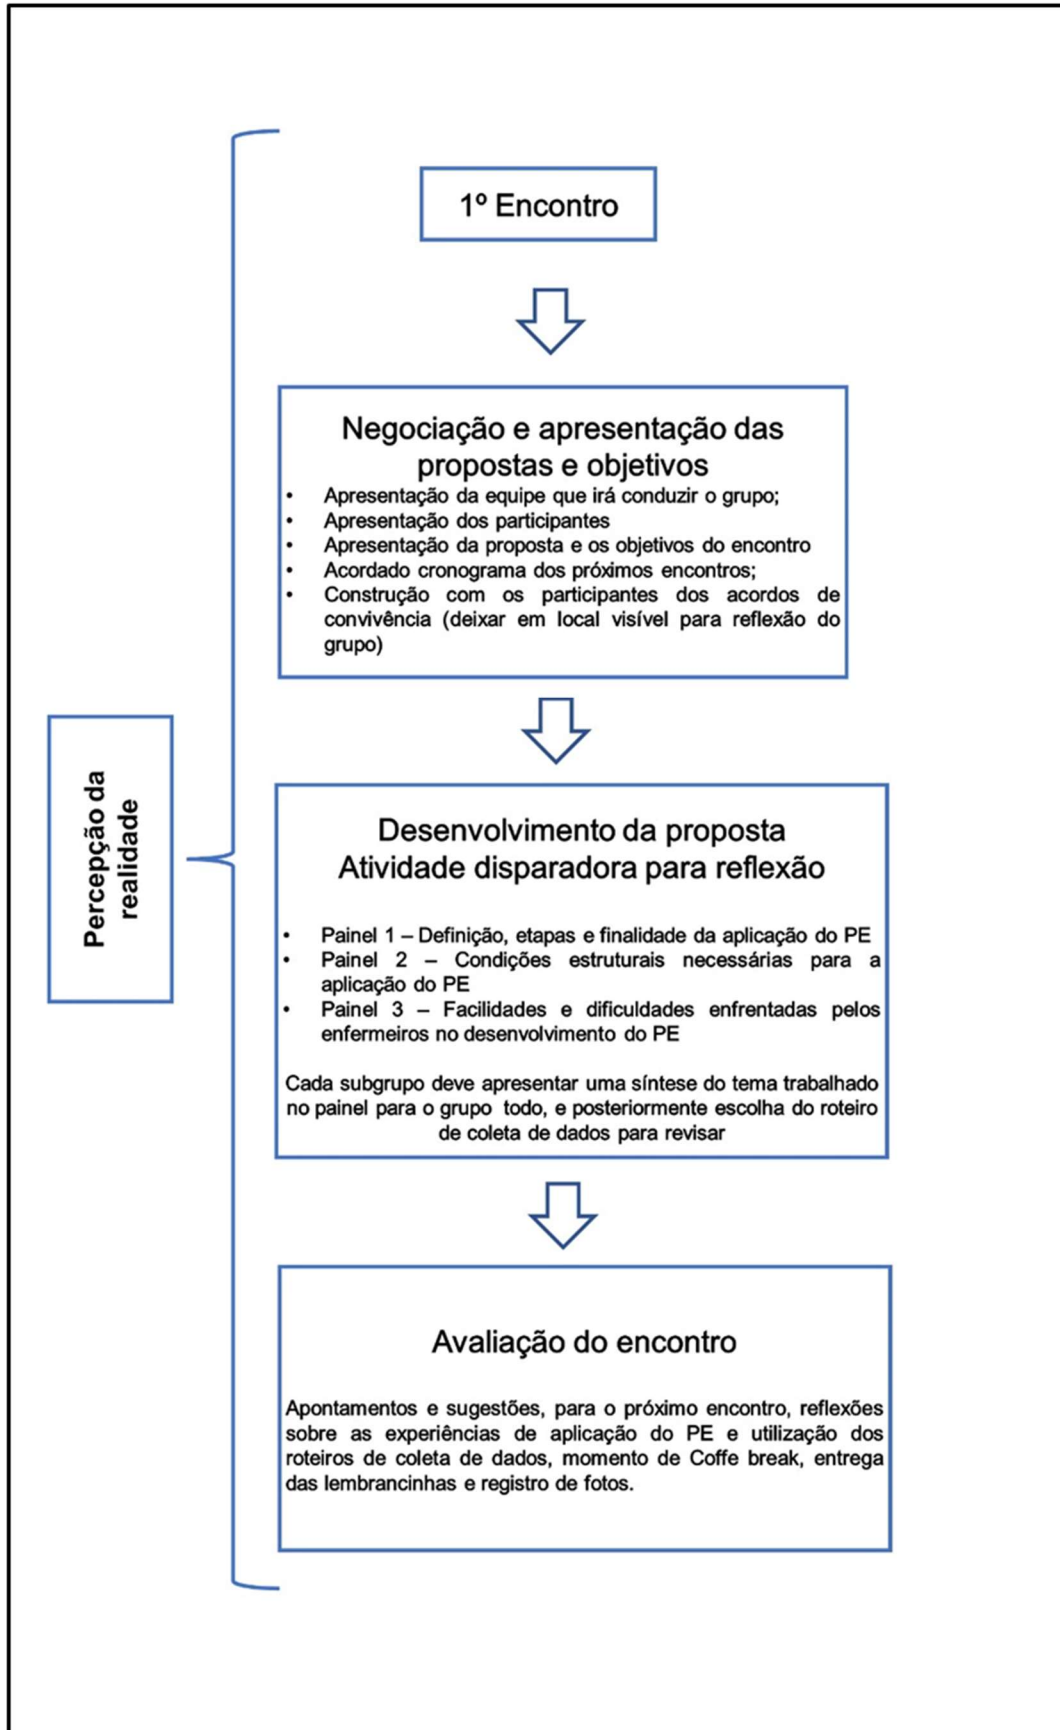 1º Encontro
Negociação e apresentação das
propostas e objetivos
• Apresentação da equipe que irá conduzir o grupo;
• Apresentação dos participantes
• Apresentação da proposta e os objetivos do encontro
• Acordado cronograma dos próximos encontros;
• Construção com os participantes dos acordos de
convivência (deixar em local visível para reflexão do
grupo)
Percepção da
realidade
Desenvolvimento da proposta
Atividade disparadora para reflexão
• Painel 1 – Definição, etapas e finalidade da aplicação do PE
• Painel 2 – Condições estruturais necessárias para a
aplicação do PE
• Painel 3 – Facilidades e dificuldades enfrentadas pelos
enfermeiros no desenvolvimento do PE
Cada subgrupo deve apresentar uma síntese do tema trabalhado
no painel para o grupo todo, e posteriormente escolha do roteiro
de coleta de dados para revisar
Avaliação do encontro
Apontamentos e sugestões, para o próximo encontro, reflexões
sobre as experiências de aplicação do PE e utilização dos
roteiros de coleta de dados, momento de Coffe break, entrega
das lembrancinhas e registro de fotos.